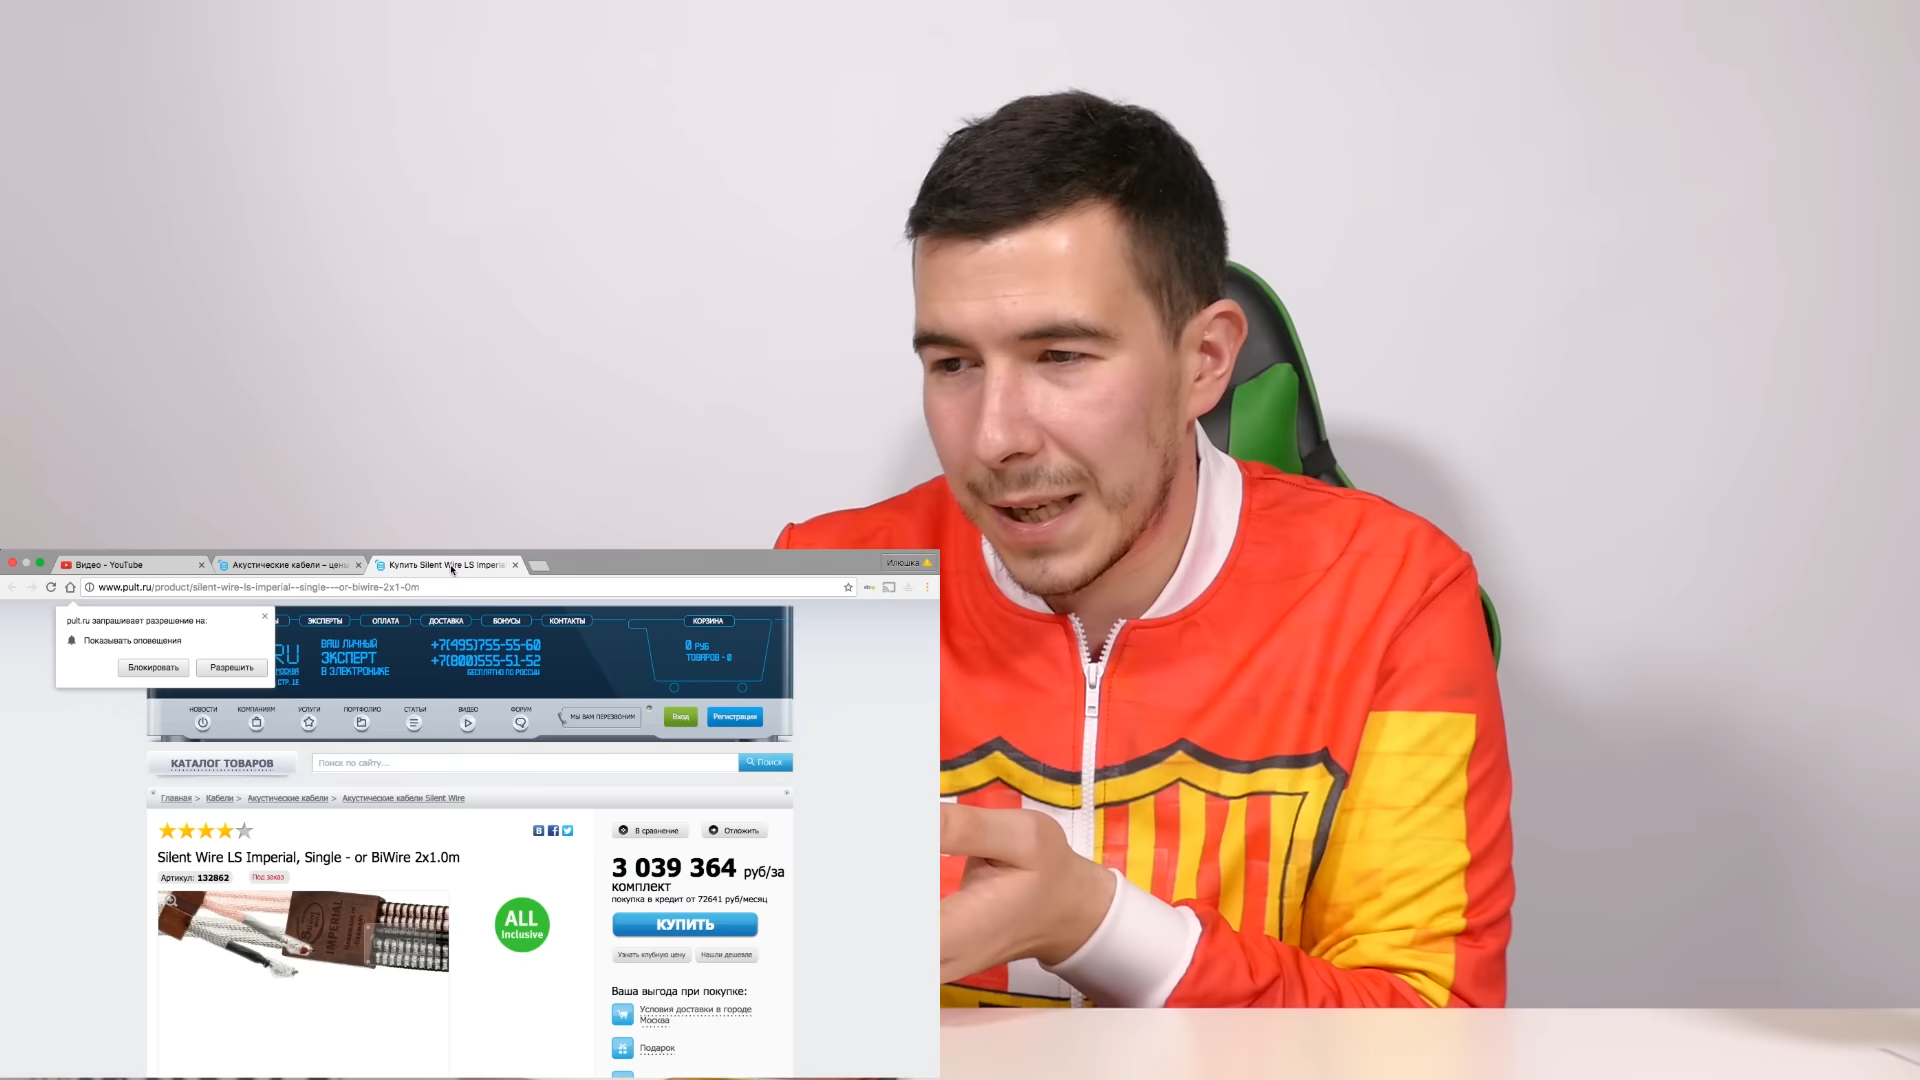 Видео - YouTube
Акустические кабели – цены
Купить Silent Wire LS Imperia
Илюшка
www.pult.ru/product/silent-wire-ls-imperial--single---or-biwire-2x1-0m
ebay
pult.ru запрашивает разрешение на:
Показывать оповещения
Блокировать
Разрешить
ЭКСПЕРТЫ
ОПЛАТА
ДОСТАВКА
БОНУСЫ
КОНТАКТЫ
КОРЗИНА
RU
МОСКВА
СТР. 18
ВАШ ЛИЧНЫЙ
ЭКСПЕРТ
В ЭЛЕКТРОНИКЕ
+7(495)755-55-60
+7(800)555-51-52
БЕСПЛАТНО ПО РОССИИ
0 РУБ
ТОВАРОВ - 0
НОВОСТИ
КОМПАНИЯМ
УСЛУГИ
ПОРТФОЛИО
СТАТЬИ
ВИДЕО
ФОРУМ
МЫ ВАМ ПЕРЕЗВОНИМ
Вход
Регистрация
КАТАЛОГ ТОВАРОВ
Поиск по сайту...
Поиск
Главная > Кабели > Акустические кабели > Акустические кабели Silent Wire
В сравнение
Отложить
Silent Wire LS Imperial, Single - or BiWire 2x1.0m
Артикул: 132862
Под заказ
IMPERIAL
ALL
Inclusive
3 039 364 руб/за
комплект
покупка в кредит от 72641 руб/месяц
КУПИТЬ
Узнать клубную цену
Нашли дешевле
Ваша выгода при покупке:
Условия доставки в городе
Москва
Подарок